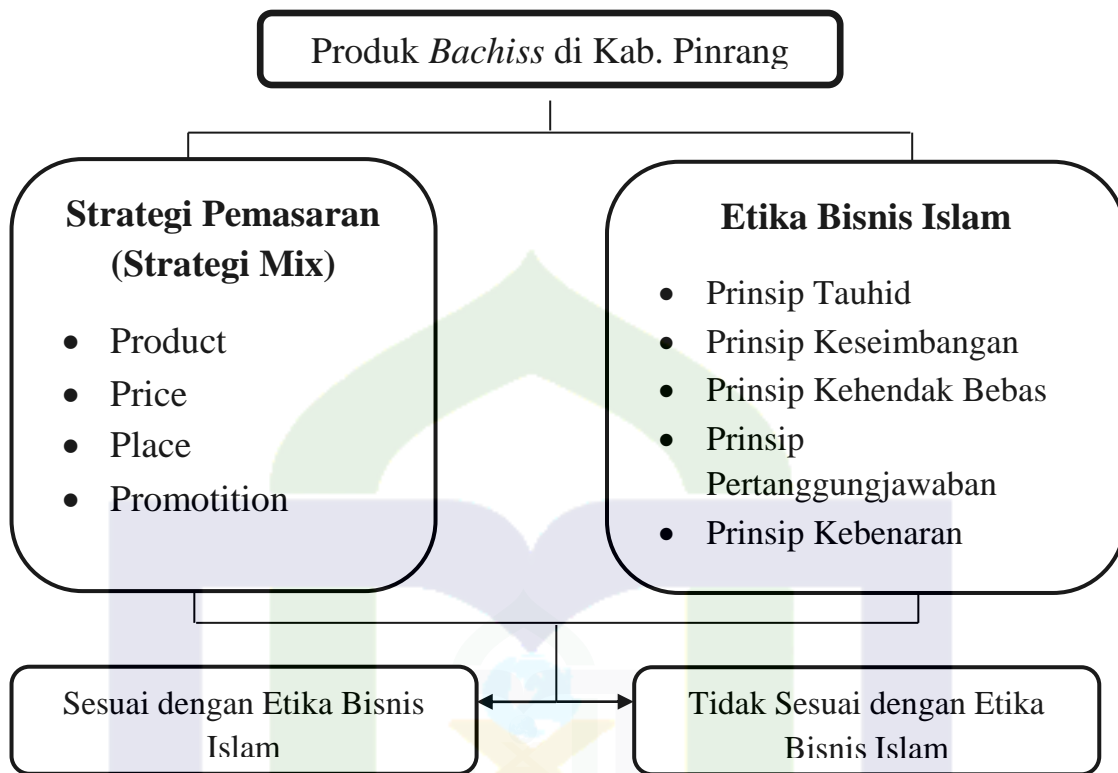 Produk Bachiss di Kab. Pinrang
Strategi Pemasaran
(Strategi Mix)
• Product
• Price
• Place
• Promotition
Etika Bisnis Islam
• Prinsip Tauhid
• Prinsip Keseimbangan
• Prinsip Kehendak Bebas
• Prinsip
Pertanggungjawaban
• Prinsip Kebenaran
Sesuai dengan Etika Bisnis
Islam
Tidak Sesuai dengan Etika
Bisnis Islam